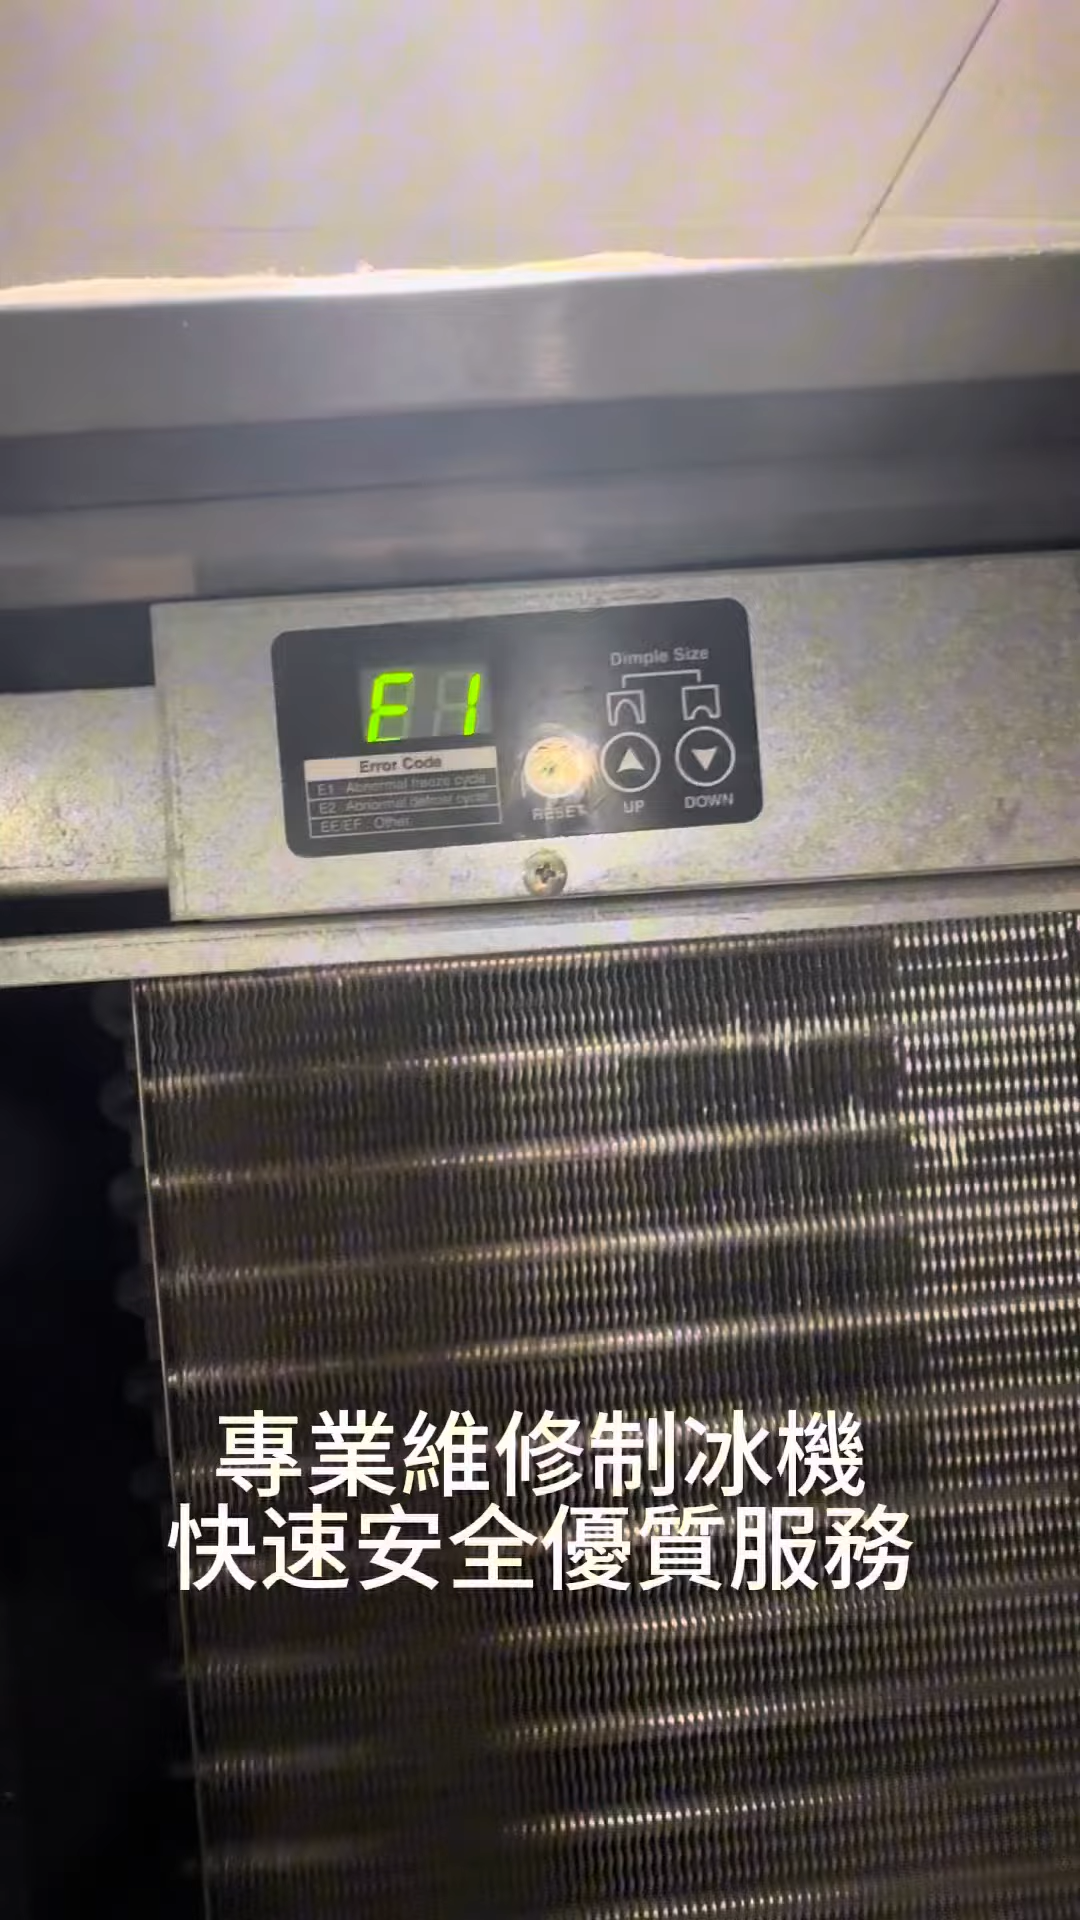 F1
Error Code
E1 : Abnormal freeze cycle
E2 : Abnormal defrost cycle
EE/EF : Other
RESET
Dimple Size
UP
DOWN
專業維修制冰機
快速安全優質服務